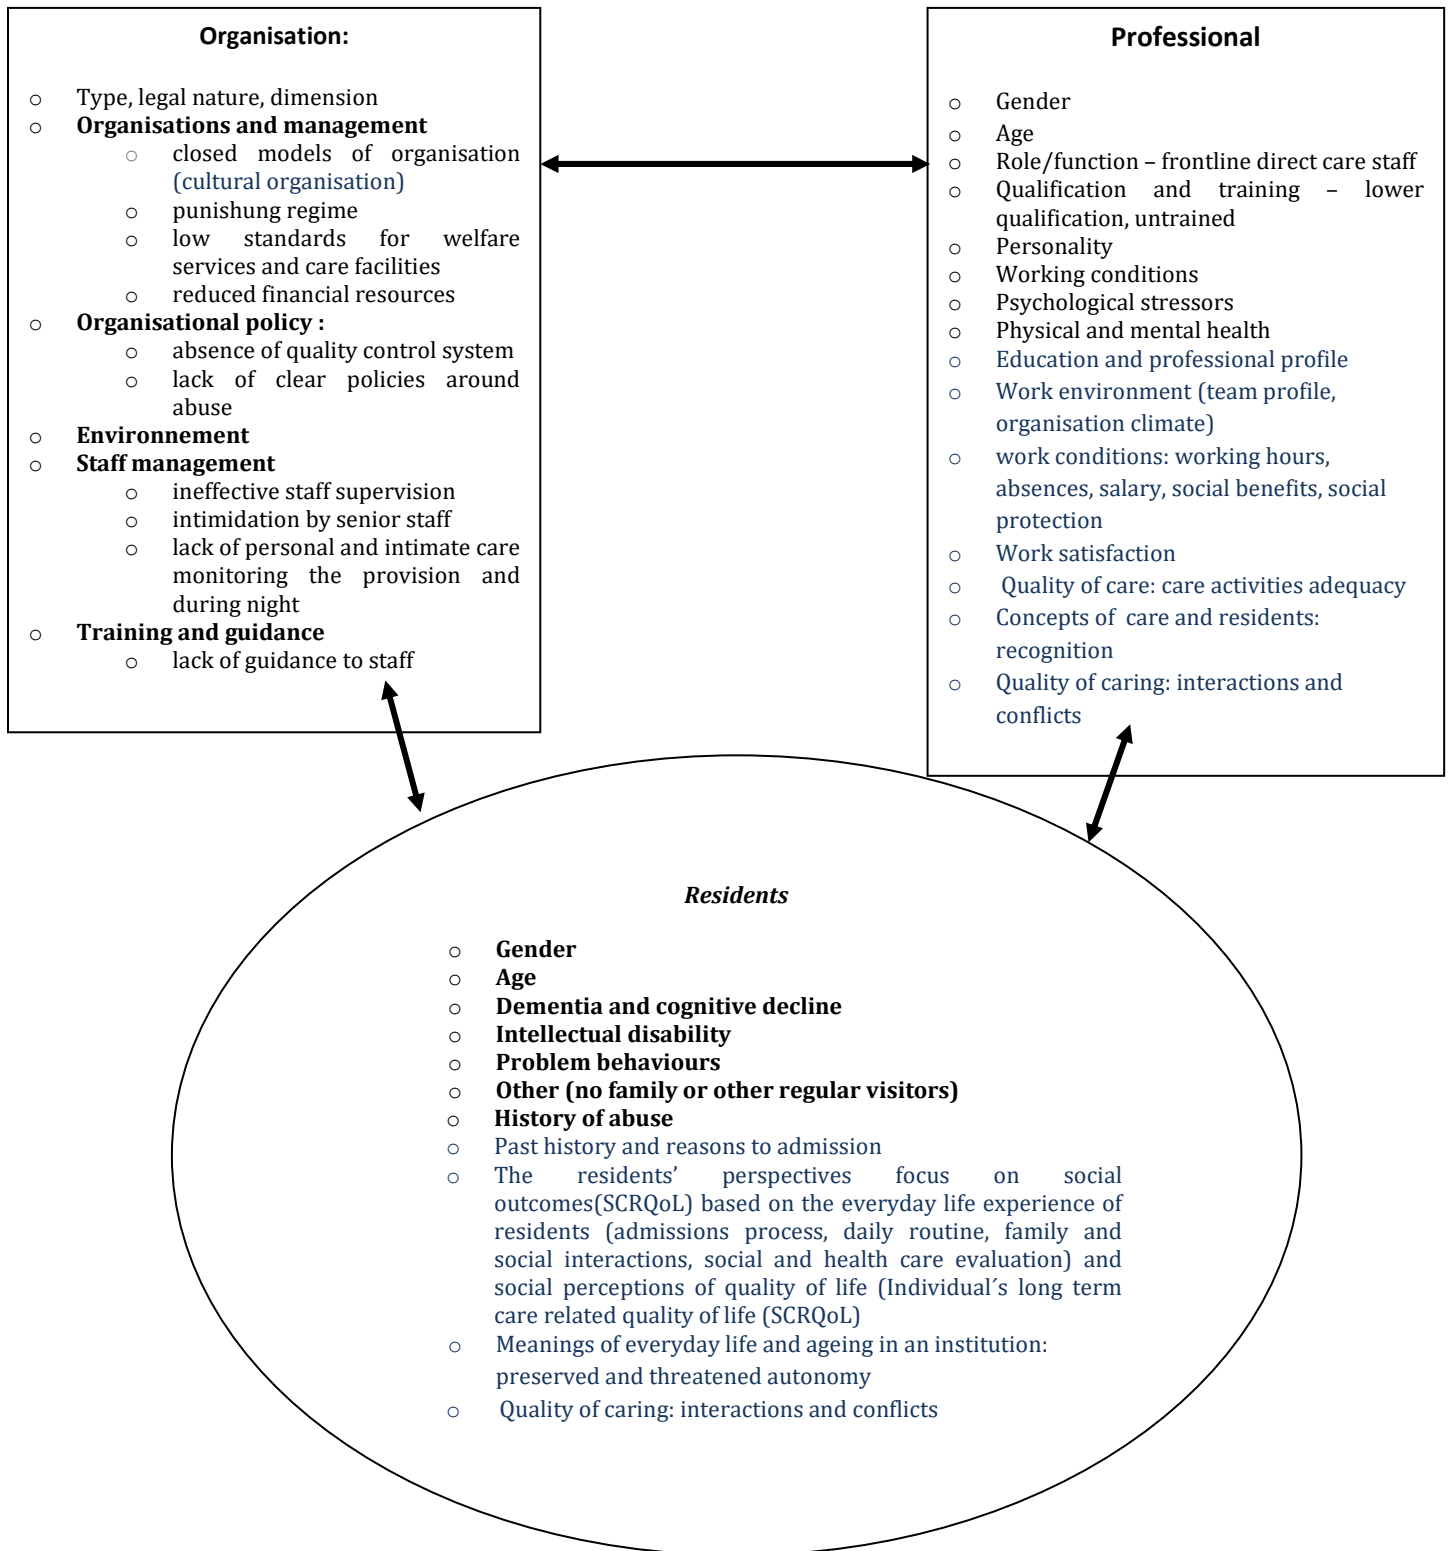 Organisation:
o Type, legal nature, dimension
o Organisations and management
o closed models of organisation
(cultural organisation)
o punishung regime
o low standards for welfare
services and care facilities
o reduced financial resources
o Organisational policy :
o absence of quality control system
o lack of clear policies around
abuse
o Environnement
o Staff management
o ineffective staff supervision
o intimidation by senior staff
o lack of personal and intimate care
monitoring the provision and
during night
o Training and guidance
o lack of guidance to staff
Professional
o Gender
o Age
o Role/function – frontline direct care staff
o Qualification and training – lower
qualification, untrained
o Personality
o Working conditions
o Psychological stressors
o Physical and mental health
o Education and professional profile
o Work environment (team profile,
organisation climate)
o work conditions: working hours,
absences, salary, social benefits, social
protection
o Work satisfaction
o Quality of care: care activities adequacy
o Concepts of care and residents:
recognition
o Quality of caring: interactions and
conflicts
Residents
o Gender
o Age
o Dementia and cognitive decline
o Intellectual disability
o Problem behaviours
o Other (no family or other regular visitors)
o History of abuse
o Past history and reasons to admission
o The residents’ perspectives focus on social
outcomes(SCRQoL) based on the everyday life experience of
residents (admissions process, daily routine, family and
social interactions, social and health care evaluation) and
social perceptions of quality of life (Individual´s long term
care related quality of life (SCRQoL)
o Meanings of everyday life and ageing in an institution:
preserved and threatened autonomy
o Quality of caring: interactions and conflicts